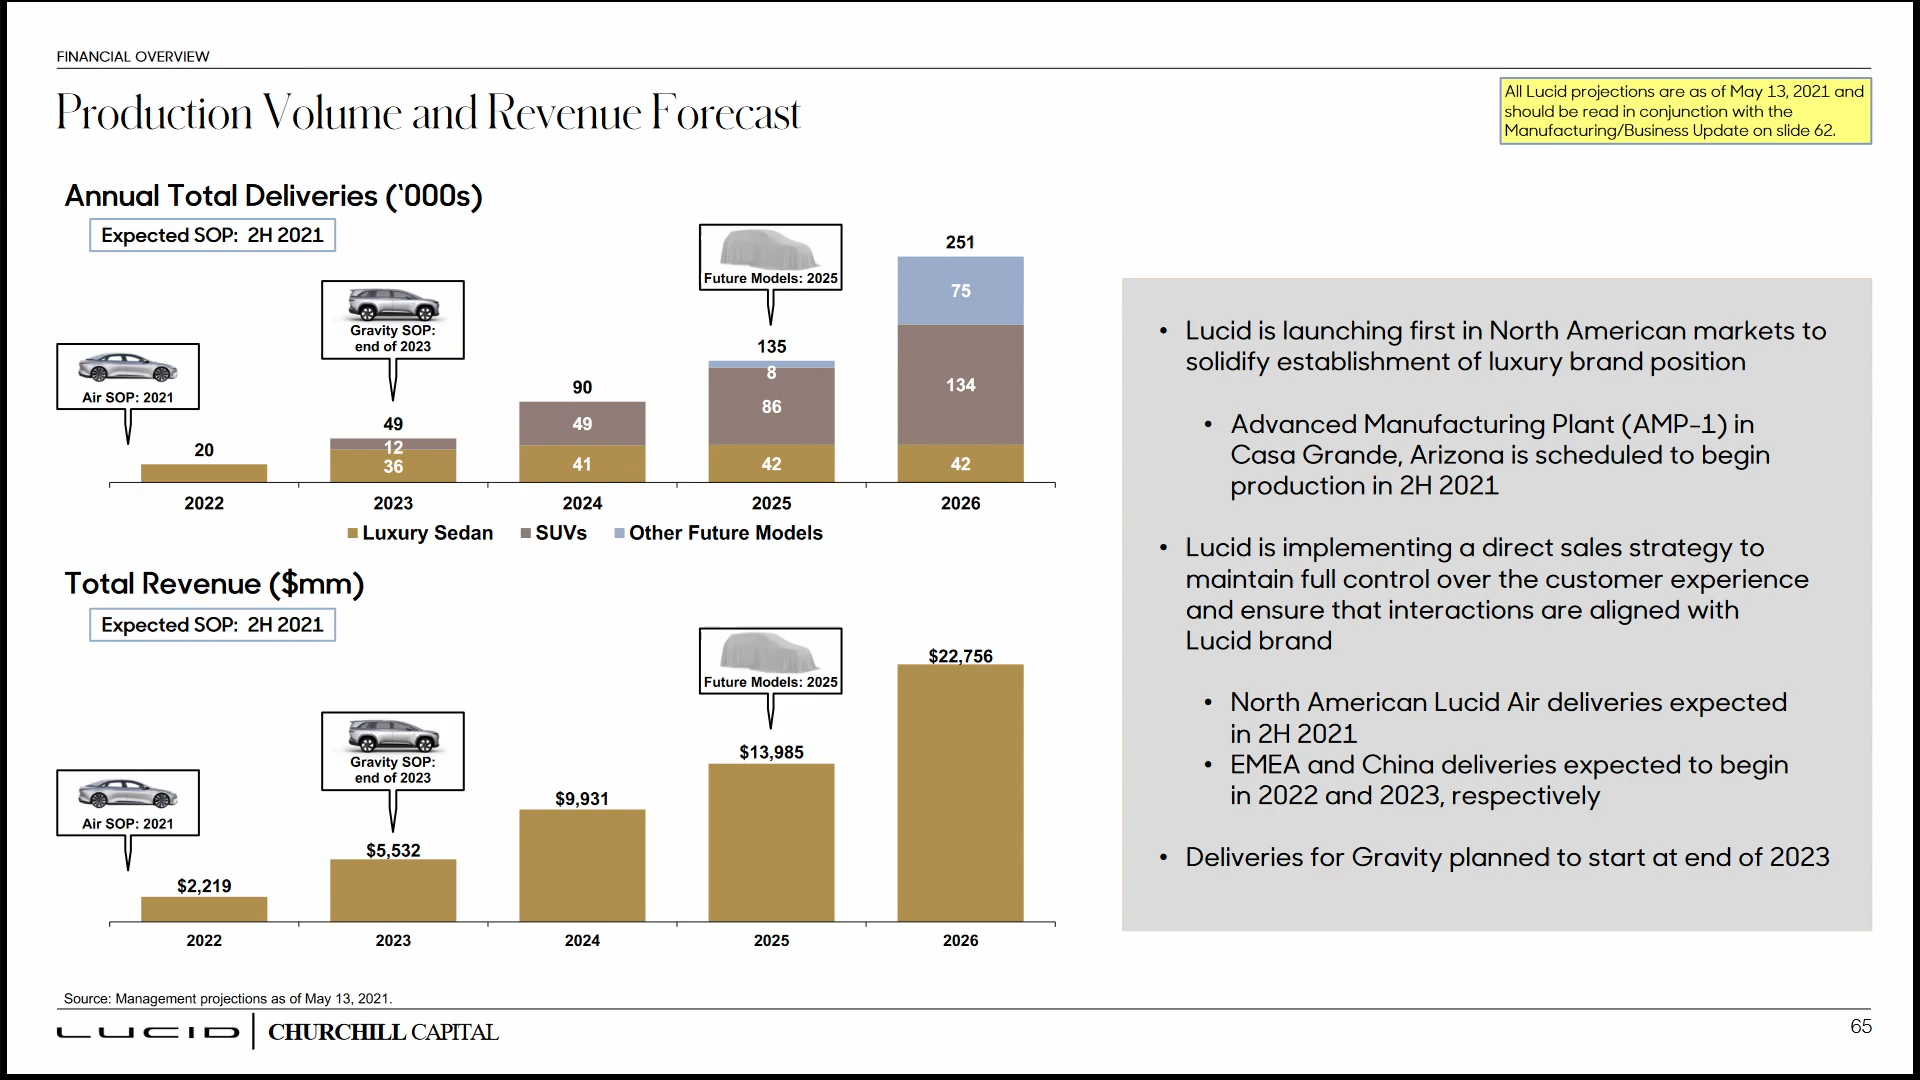 FINANCIAL OVERVIEW
Production Volume and Revenue Forecast
All Lucid projections are as of May 13, 2021 and
should be read in conjunction with the
Manufacturing/Business Update on slide 62.
Annual Total Deliveries (‘000s)
Expected SOP: 2H 2021
Air SOP: 2021
Gravity SOP:
end of 2023
Future Models: 2025
20
49
12
36
90
49
41
135
8
86
42
251
75
134
42
2022 2023 2024 2025 2026
Luxury Sedan SUVs Other Future Models
Total Revenue ($mm)
Expected SOP: 2H 2021
Air SOP: 2021
Gravity SOP:
end of 2023
Future Models: 2025
$2,219
$5,532
$9,931
$13,985
$22,756
2022 2023 2024 2025 2026
• Lucid is launching first in North American markets to
solidify establishment of luxury brand position
• Advanced Manufacturing Plant (AMP-1) in
Casa Grande, Arizona is scheduled to begin
production in 2H 2021
• Lucid is implementing a direct sales strategy to
maintain full control over the customer experience
and ensure that interactions are aligned with
Lucid brand
• North American Lucid Air deliveries expected
in 2H 2021
• EMEA and China deliveries expected to begin
in 2022 and 2023, respectively
• Deliveries for Gravity planned to start at end of 2023
Source: Management projections as of May 13, 2021.
LUCID CHURCHILL CAPITAL
65